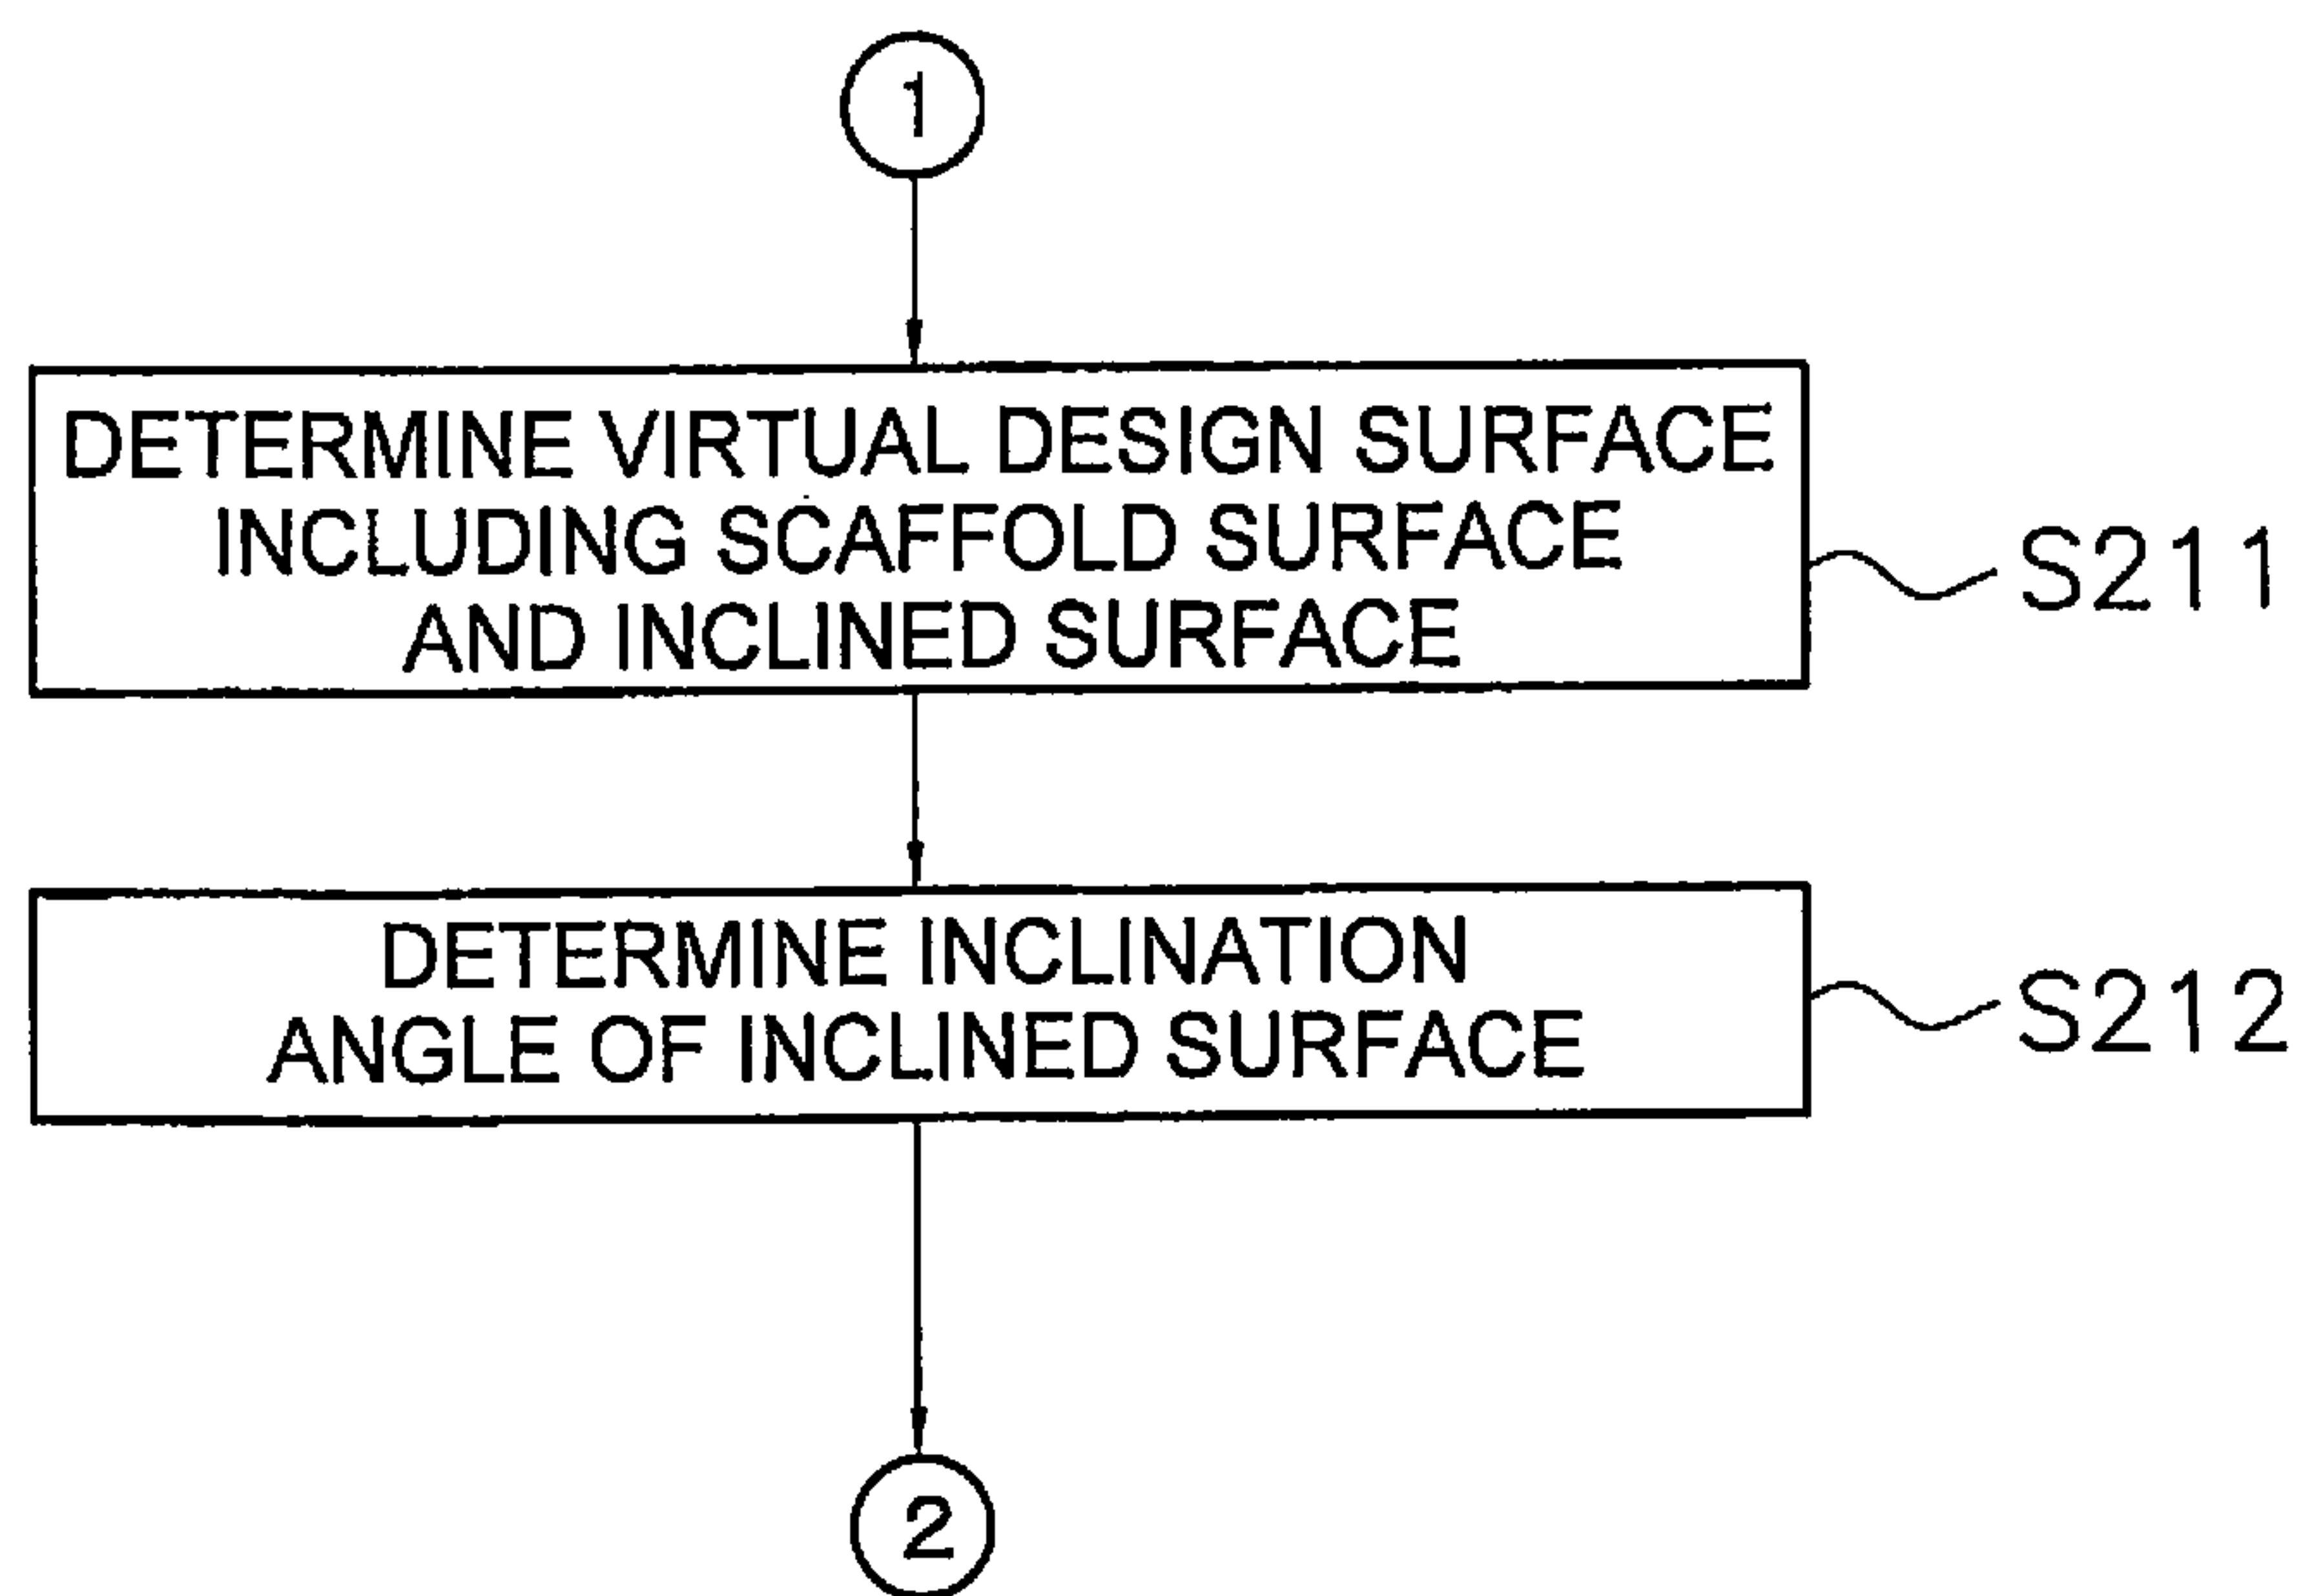 1
DETERMINE VIRTUAL DESIGN SURFACE
INCLUDING SCAFFOLD SURFACE
AND INCLINED SURFACE
S211
DETERMINE INCLINATION
ANGLE OF INCLINED SURFACE
S212
2